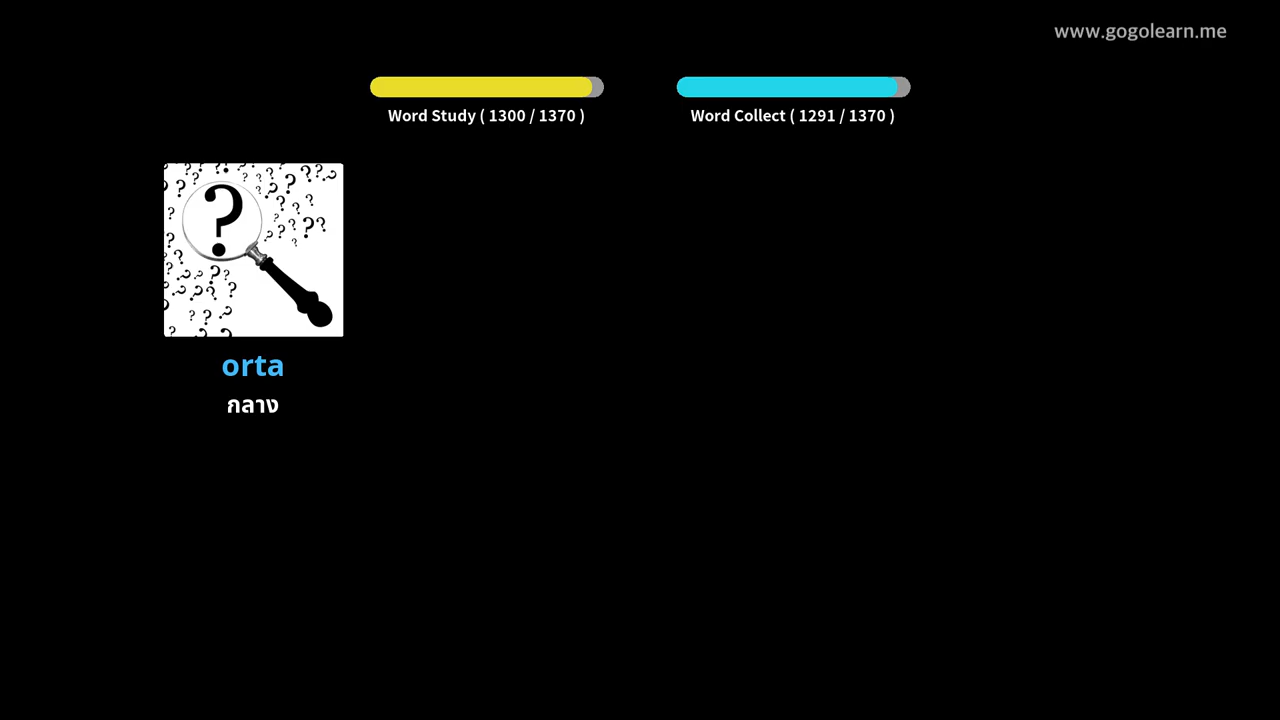 www.gogolearn.me
Word Study ( 1300 / 1370 )
Word Collect ( 1291 / 1370 )
?
orta
กลาง